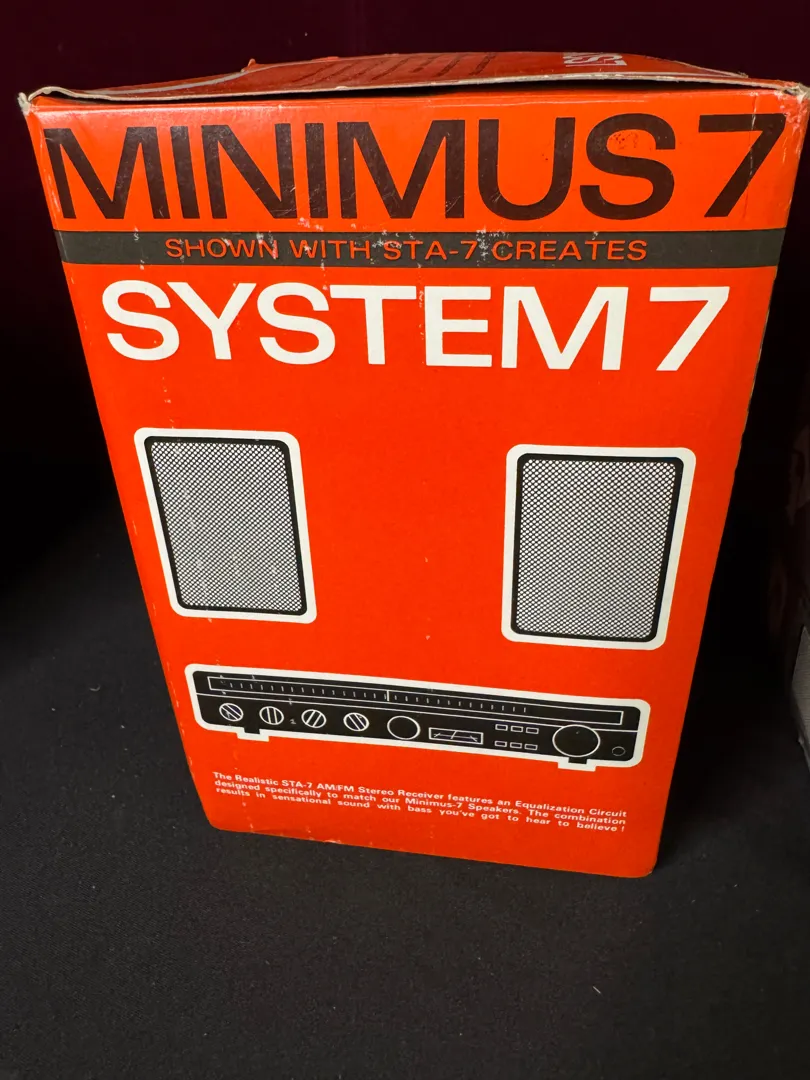 MINIMUS 7
SHOWN WITH STA-7 CREATES
SYSTEM 7
The Realistic STA-7 AM/FM Stereo Receiver features an Equalization Circuit
designed specifically to match our Minimus-7 Speakers. The combination
results in sensational sound with bass you've got to hear to believe!